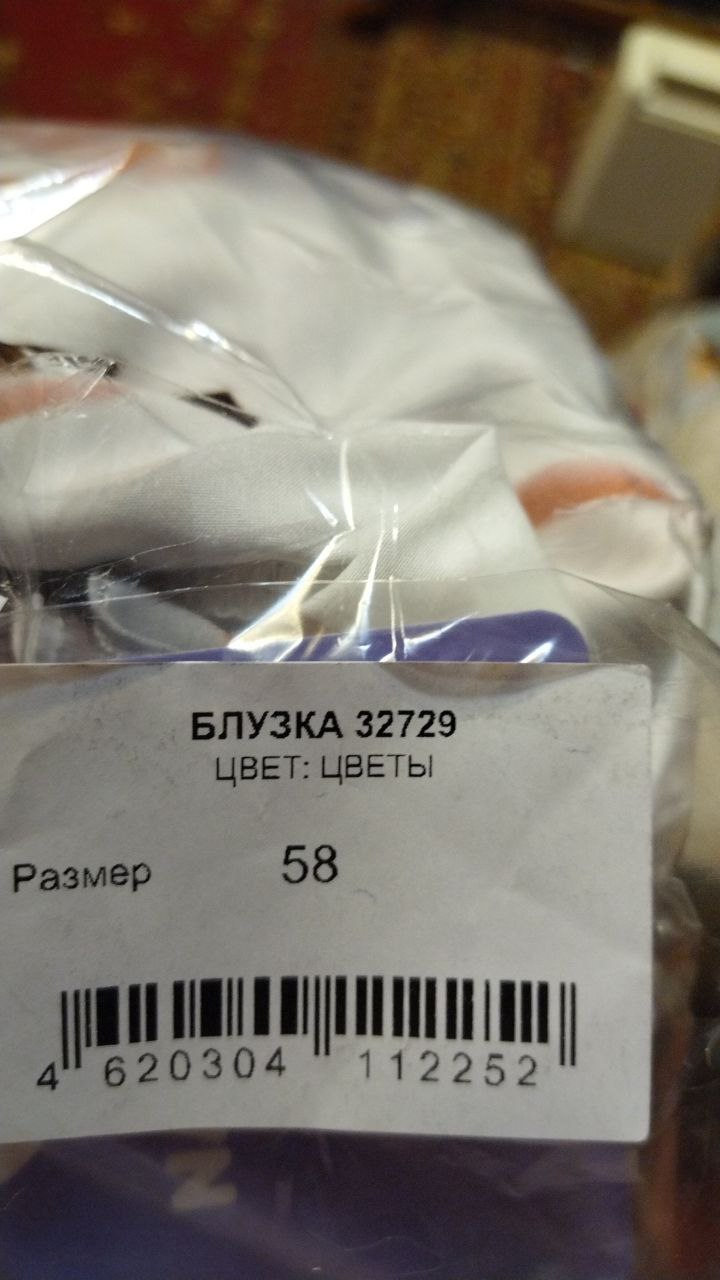 БЛУЗКА 32729
ЦВЕТ: ЦВЕТЫ
Размер 58
4 620304 112252